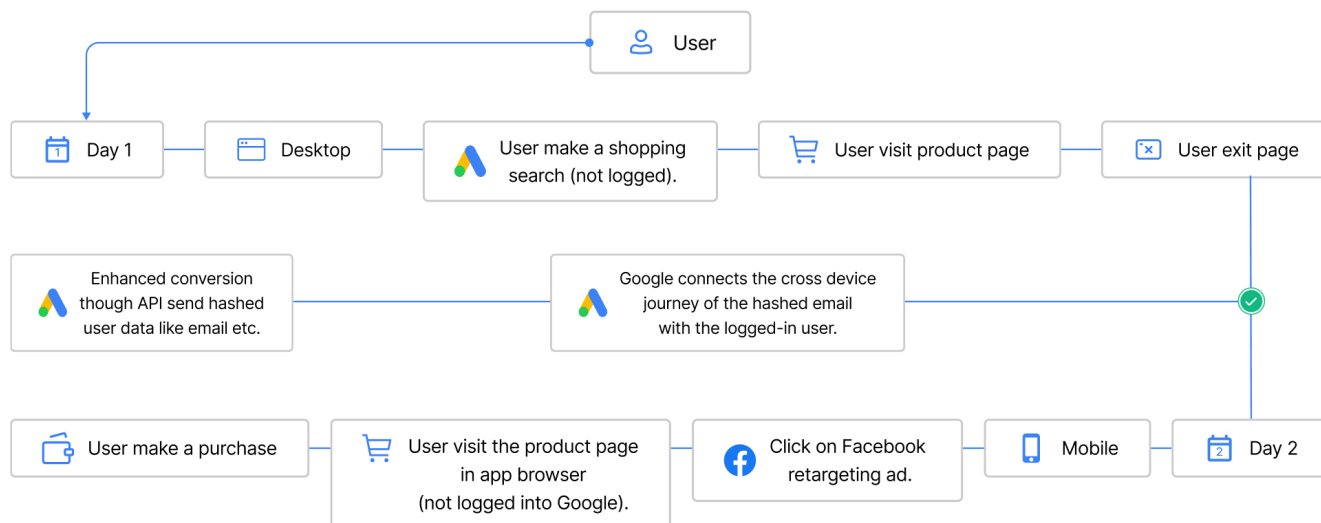 User
1
Day 1
Desktop
User make a shopping
search (not logged).
User visit product page
User exit page
Enhanced conversion
though API send hashed
user data like email etc.
Google connects the cross device
journey of the hashed email
with the logged-in user.
User make a purchase
User visit the product page
in app browser
(not logged into Google).
Click on Facebook
retargeting ad.
Mobile
2
Day 2